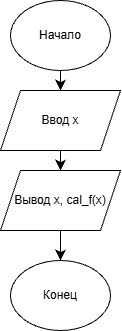 Начало
Ввод x
Вывод x, cal_f(x)
Конец